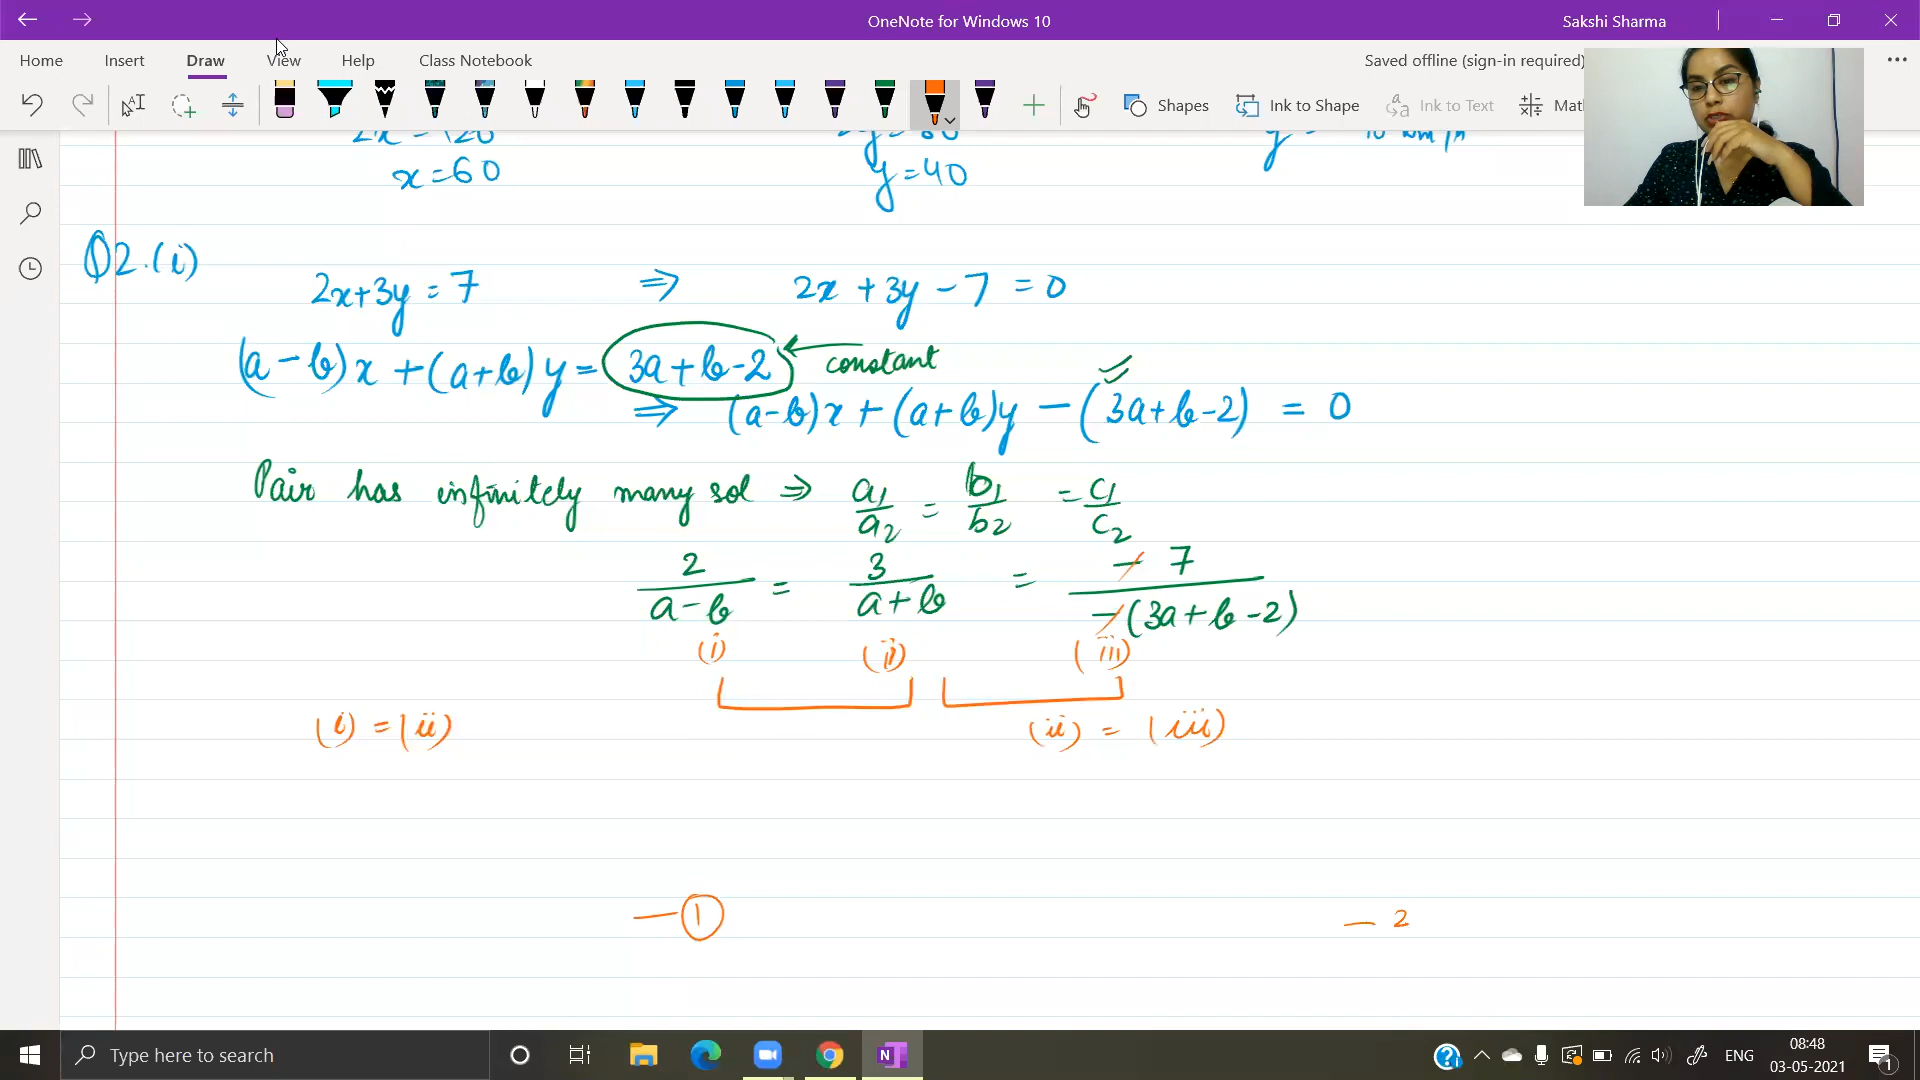 OneNote for Windows 10
Sakshi Sharma
Home Insert Draw View Help Class Notebook
Saved offline (sign-in required)
Shapes Ink to Shape Ink to Text
2x = 120
x = 60
y = 40
Q2.(i)
2x+3y = 7 ⇒ 2x + 3y - 7 = 0
(a-b)x + (a+b)y = 3a+b-2 ← constant
⇒ (a-b)x + (a+b)y - (3a+b-2) = 0
Pair has infinitely many sol ⇒ a1/a2 = b1/b2 = c1/c2
2/(a-b) = 3/(a+b) = -7/-(3a+b-2)
(i) (ii) (iii)
(i) = (ii) (ii) = (iii)
— 1 — 2
Type here to search
ENG
08:48
03-05-2021
1